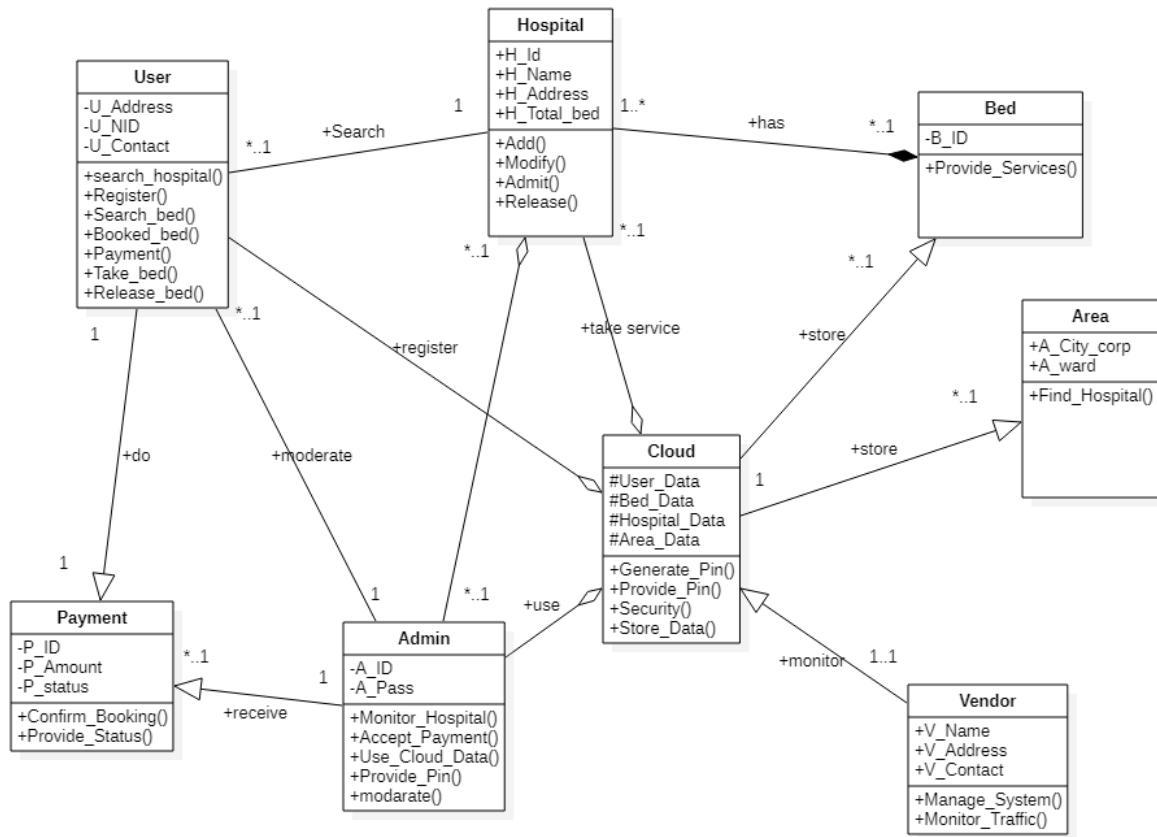 Hospital
+H_Id
+H_Name
+H_Address
+H_Total_bed
+Add()
+Modify()
+Admit()
+Release()
User
-U_Address
-U_NID
-U_Contact
+search_hospital()
+Register()
+Search_bed()
+Booked_bed()
+Payment()
+Take_bed()
+Release_bed()
1
+Search
*..1
1..*
+has
*..1
Bed
-B_ID
+Provide_Services()
*..1
*..1
*..1
+take service
+register
+store
Area
+A_City_corp
+A_ward
+Find_Hospital()
*..1
+store
1
1
*..1
+do
+moderate
1
1
*..1
+use
Cloud
#User_Data
#Bed_Data
#Hospital_Data
#Area_Data
+Generate_Pin()
+Provide_Pin()
+Security()
+Store_Data()
Payment
-P_ID
-P_Amount
-P_status
+Confirm_Booking()
+Provide_Status()
*..1
+receive
1
Admin
-A_ID
-A_Pass
+Monitor_Hospital()
+Accept_Payment()
+Use_Cloud_Data()
+Provide_Pin()
+modarate()
+monitor
1..1
Vendor
+V_Name
+V_Address
+V_Contact
+Manage_System()
+Monitor_Traffic()